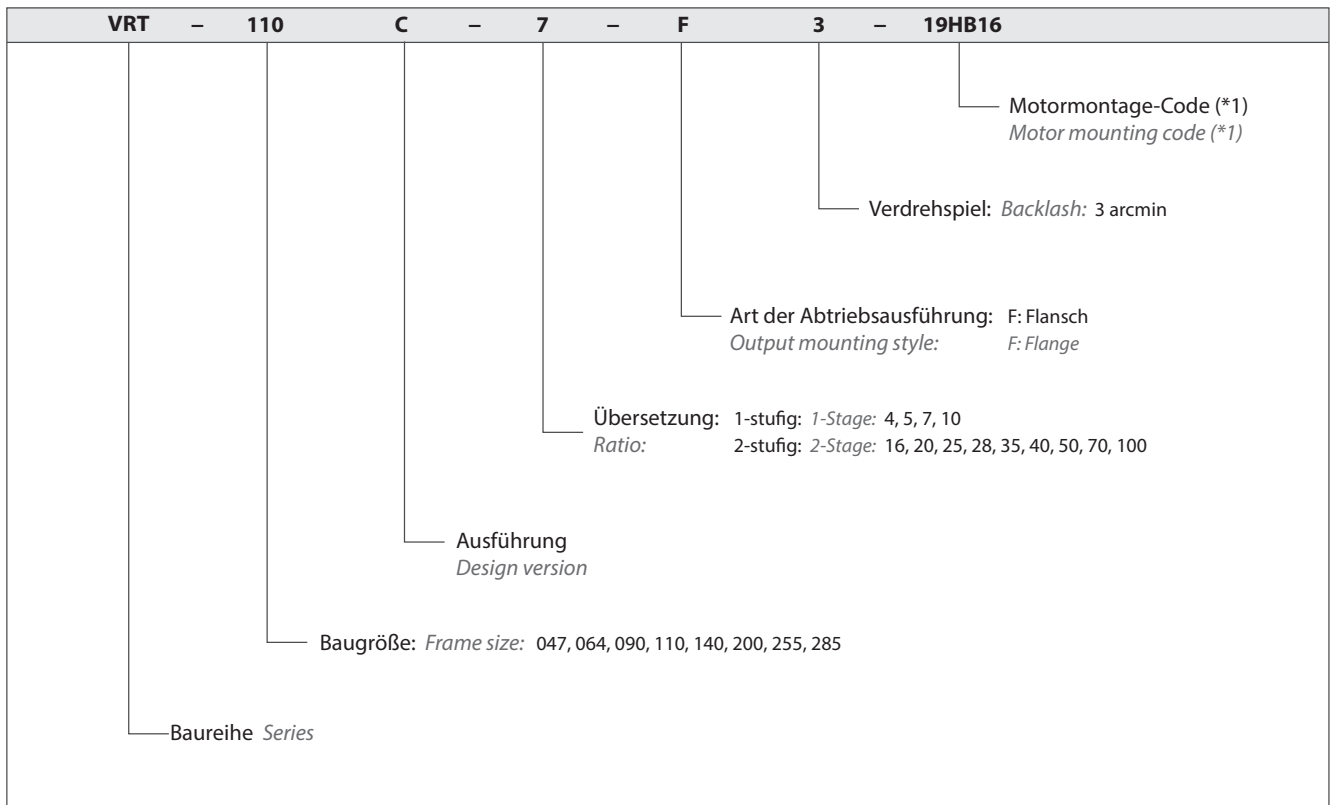 VRT – 110 C – 7 – F 3 – 19HB16
Motormontage-Code (*1)
Motor mounting code (*1)
Verdrehspiel: Backlash: 3 arcmin
Art der Abtriebsausführung: F: Flansch
Output mounting style: F: Flange
Übersetzung: 1-stufig: 1-Stage: 4, 5, 7, 10
Ratio: 2-stufig: 2-Stage: 16, 20, 25, 28, 35, 40, 50, 70, 100
Ausführung
Design version
Baugröße: Frame size: 047, 064, 090, 110, 140, 200, 255, 285
Baureihe Series